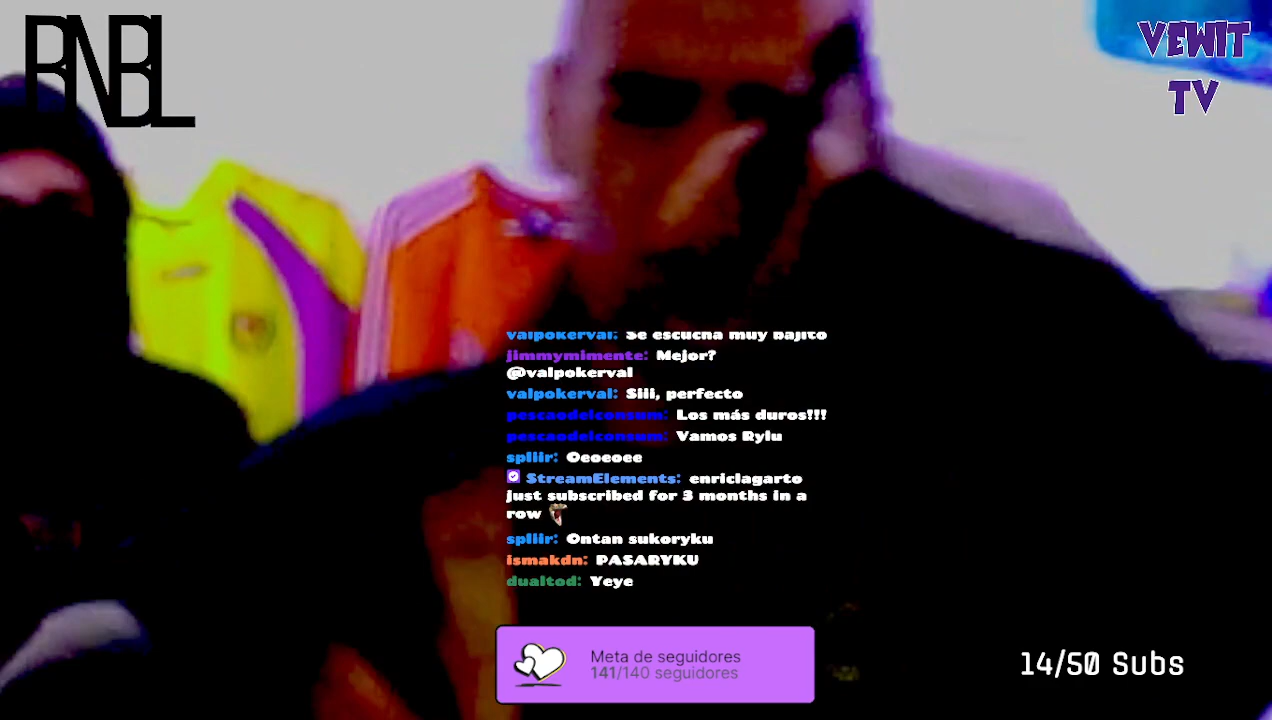 BNBL
VEWIT
TV
valpokerval: Se escucha muy bajito
jimmymimente: Mejor?
@valpokerval
valpokerval: Siii, perfecto
pescaodelconsum: Los más duros!!!
pescaodelconsum: Vamos Rylu
spliir: Oeoeoee
StreamElements: enriclagarto
just subscribed for 3 months in a
row
spliir: Ontan sukoryku
ismakdn: PASARYKU
dualtod: Yeye
Meta de seguidores
141/140 seguidores
14/50 Subs